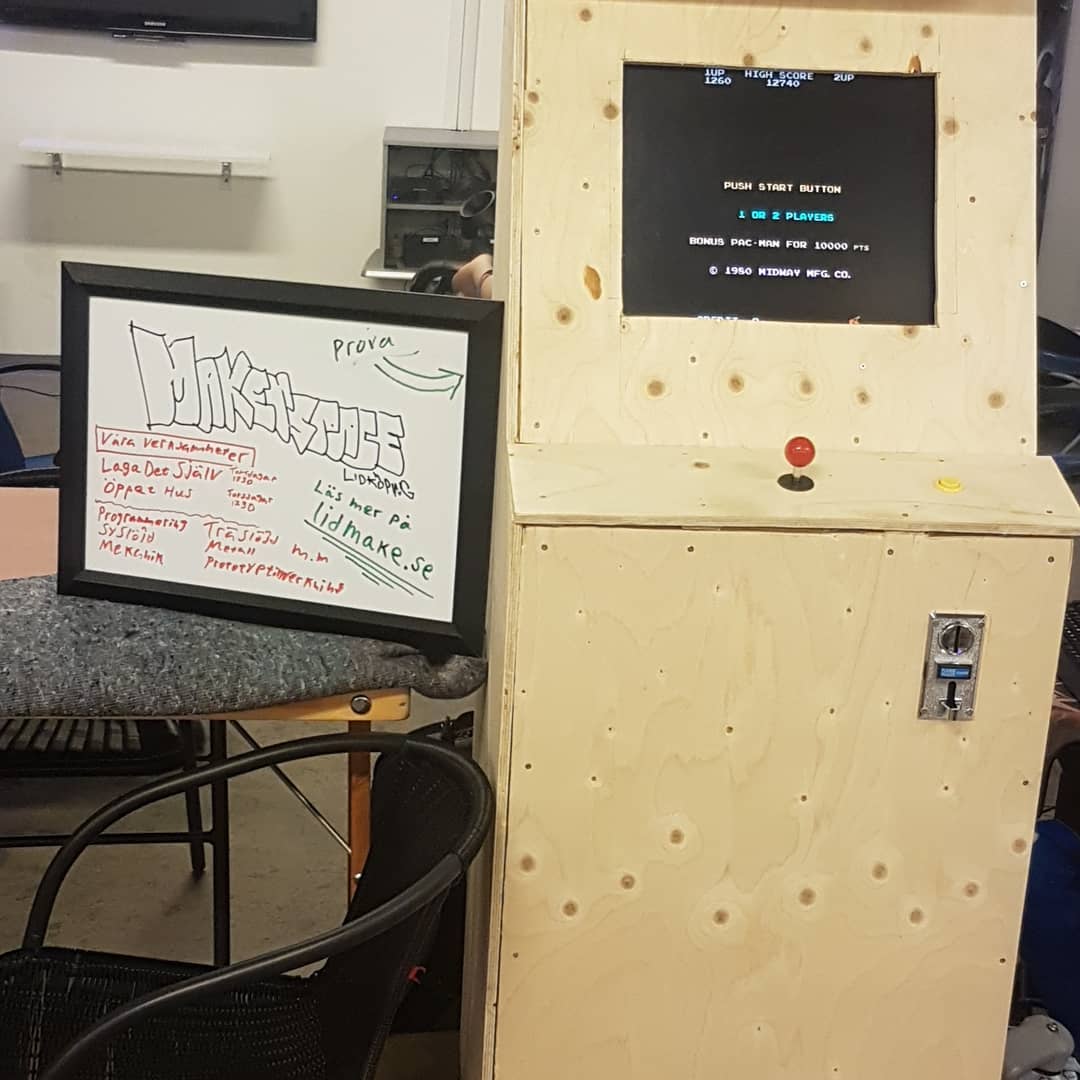 SAMSUNG
1UP HIGH SCORE 2UP
1260 12740
PUSH START BUTTON
1 OR 2 PLAYERS
BONUS PAC-MAN FOR 10000 PTS
© 1980 MIDWAY MFG. CO.
prova
MAKERSPACE
LIDKÖPING
Våra verksamheter
Laga Det Själv Torsdagar
1730
Öppet Hus Torsdagar
1730
Programmering
Syslöjd
Mekanik
Träslöjd
Metall m.m
Prototyptillverkning
Läs mer på
lidmake.se